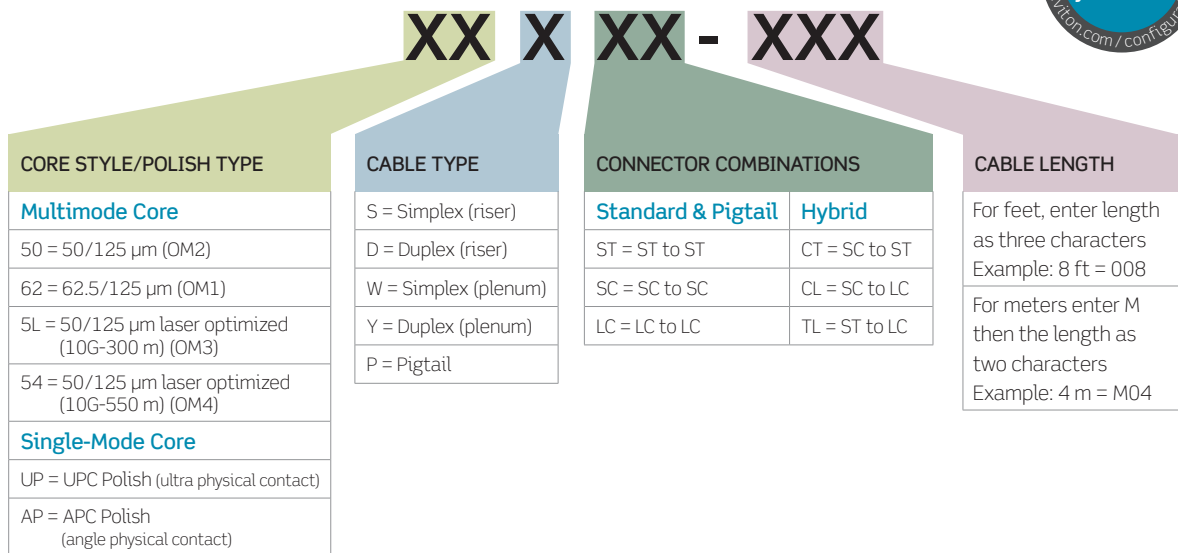 XX X XX - XXX
CORE STYLE/POLISH TYPE
Multimode Core
50 = 50/125 µm (OM2)
62 = 62.5/125 µm (OM1)
5L = 50/125 µm laser optimized
(10G-300 m) (OM3)
54 = 50/125 µm laser optimized
(10G-550 m) (OM4)
Single-Mode Core
UP = UPC Polish (ultra physical contact)
AP = APC Polish
(angle physical contact)
CABLE TYPE
S = Simplex (riser)
D = Duplex (riser)
W = Simplex (plenum)
Y = Duplex (plenum)
P = Pigtail
CONNECTOR COMBINATIONS
Standard & Pigtail Hybrid
ST = ST to ST CT = SC to ST
SC = SC to SC CL = SC to LC
LC = LC to LC TL = ST to LC
CABLE LENGTH
For feet, enter length
as three characters
Example: 8 ft = 008
For meters enter M
then the length as
two characters
Example: 4 m = M04